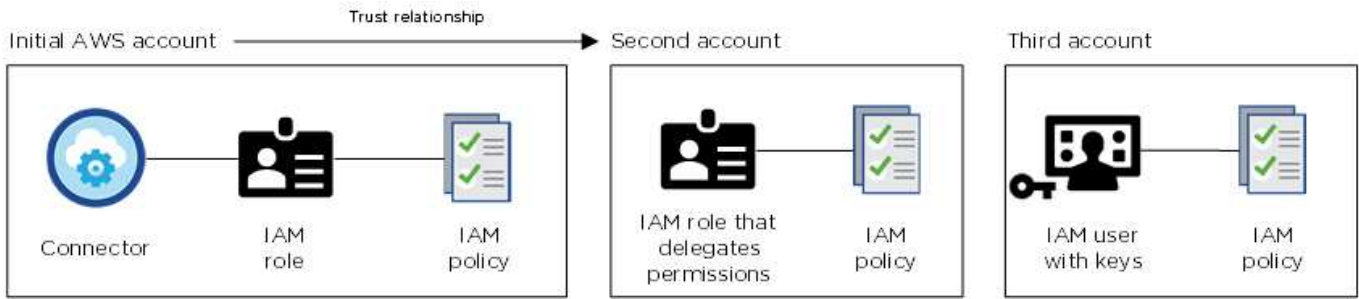 Trust relationship
Initial AWS account
Second account
Third account
Connector
IAM
role
IAM
policy
IAM role that
delegates
permissions
IAM
policy
IAM user
with keys
IAM
policy